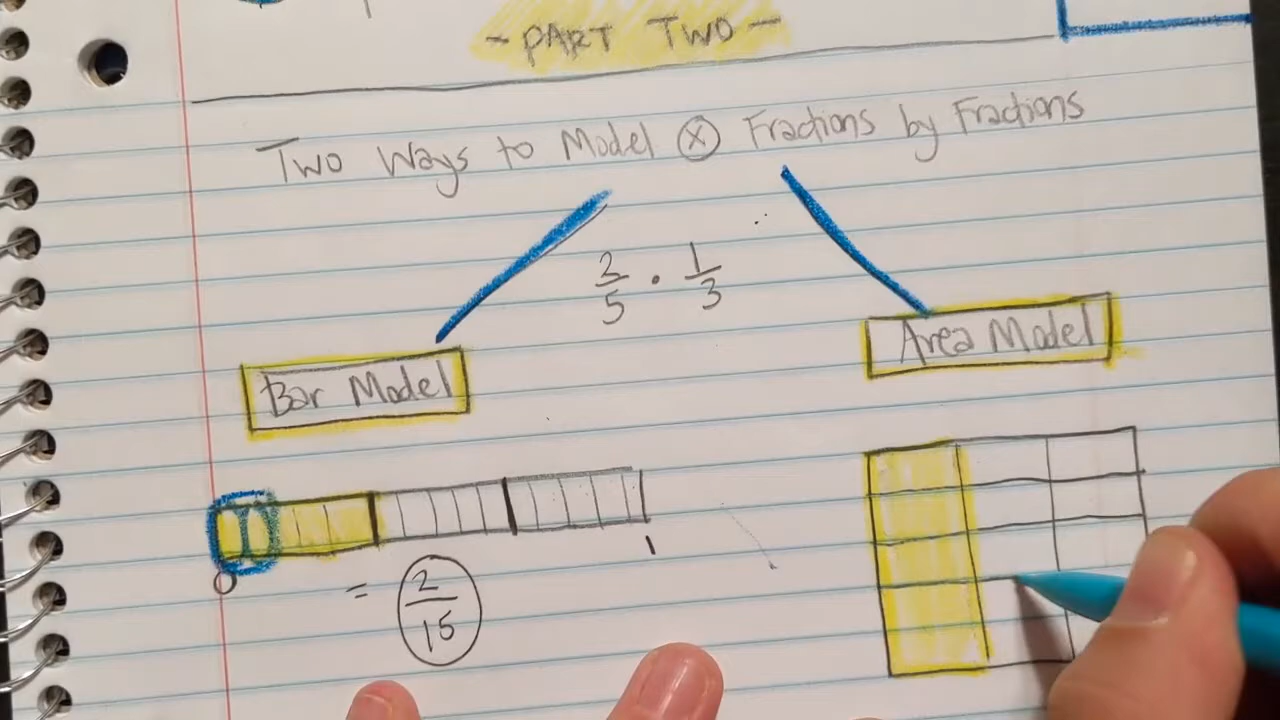 - PART TWO -
Two Ways to Model ⊗ Fractions by Fractions
2/5 · 1/3
Area Model
Bar Model
0
1
= 2/15